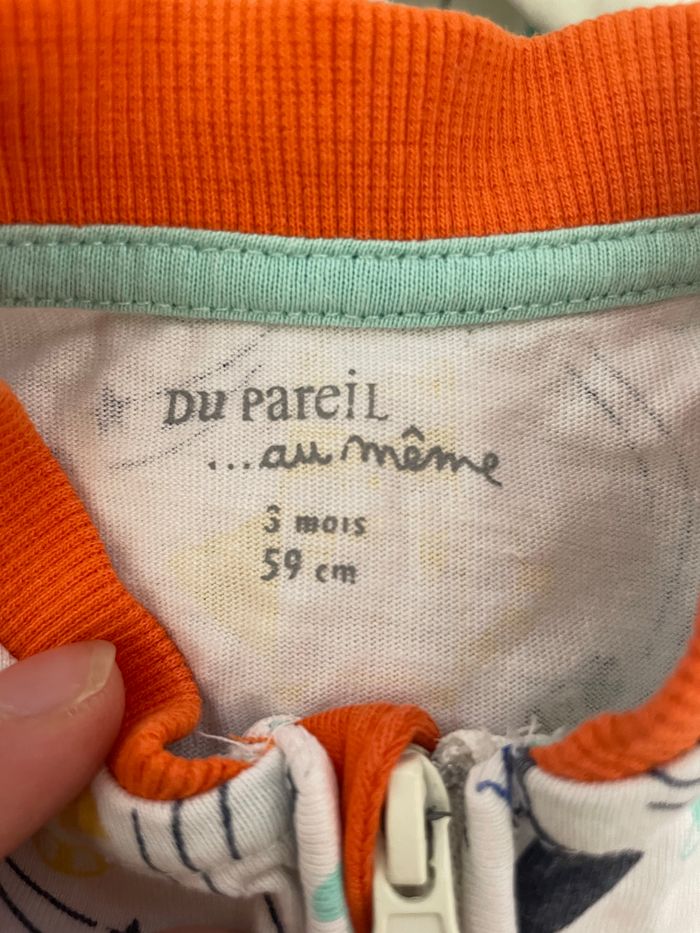 DU PareiL
...au même
3 mois
59 cm